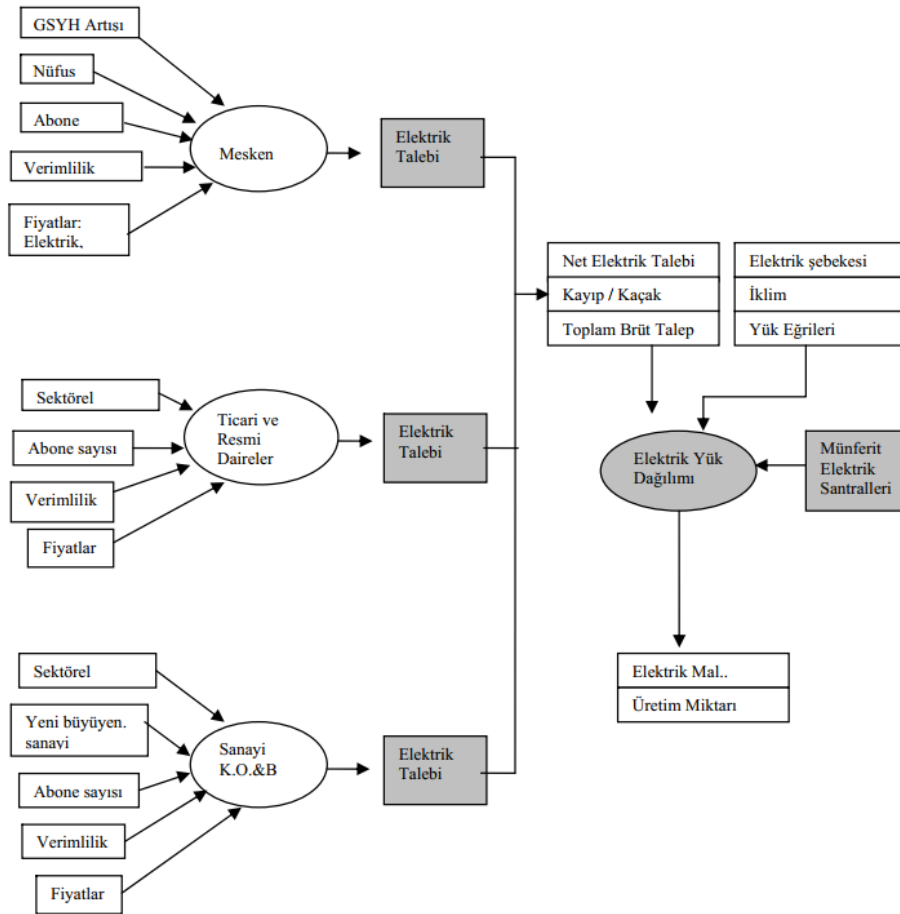 GSYH Artışı
Nüfus
Abone
Verimlilik
Fiyatlar:
Elektrik,
Mesken
Elektrik
Talebi
Net Elektrik Talebi
Kayıp / Kaçak
Toplam Brüt Talep
Elektrik şebekesi
İklim
Yük Eğrileri
Sektörel
Abone sayısı
Verimlilik
Fiyatlar
Ticari ve
Resmi
Daireler
Elektrik
Talebi
Elektrik Yük
Dağılımı
Münferit
Elektrik
Santralleri
Sektörel
Yeni büyüyen.
sanayi
Abone sayısı
Verimlilik
Fiyatlar
Sanayi
K.O.&B
Elektrik
Talebi
Elektrik Mal..
Üretim Miktarı